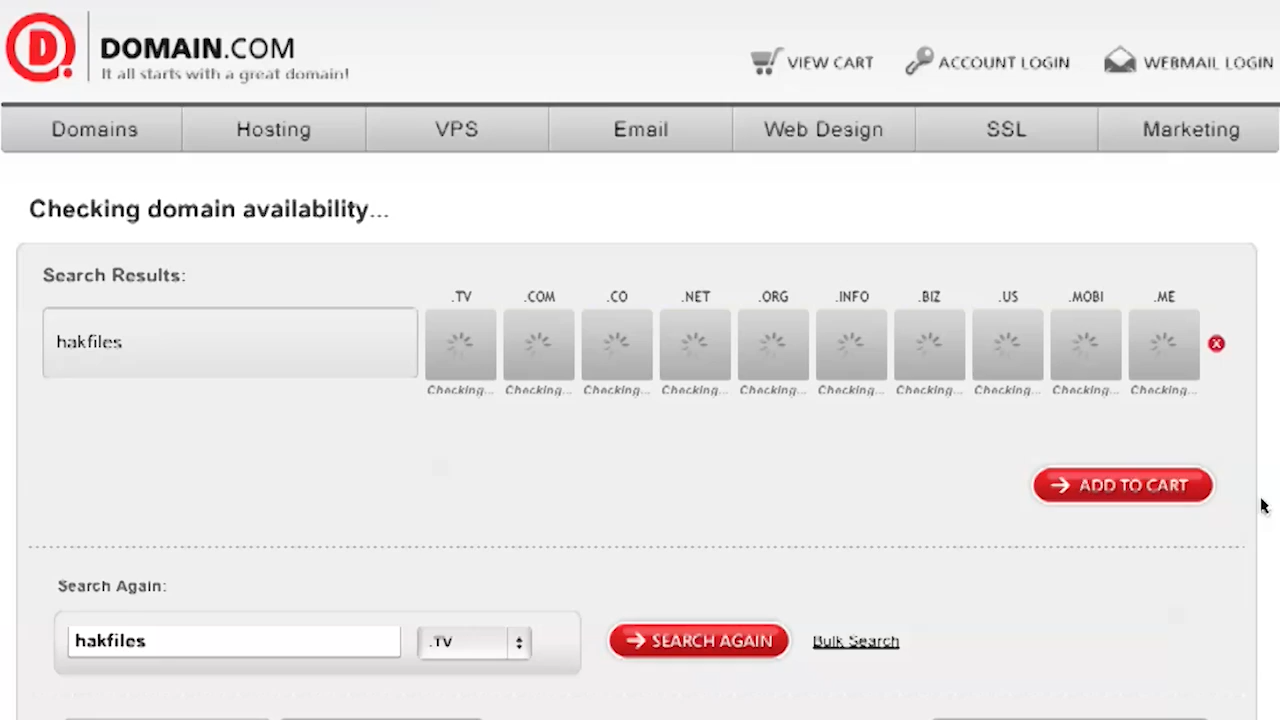 D.
DOMAIN.COM
It all starts with a great domain!
VIEW CART
ACCOUNT LOGIN
WEBMAIL LOGIN
Domains
Hosting
VPS
Email
Web Design
SSL
Marketing
Checking domain availability...
Search Results:
.TV .COM .CO .NET .ORG .INFO .BIZ .US .MOBI .ME
hakfiles
Checking... Checking... Checking... Checking... Checking... Checking... Checking... Checking... Checking... Checking...
ADD TO CART
Search Again:
hakfiles
.TV
SEARCH AGAIN
Bulk Search